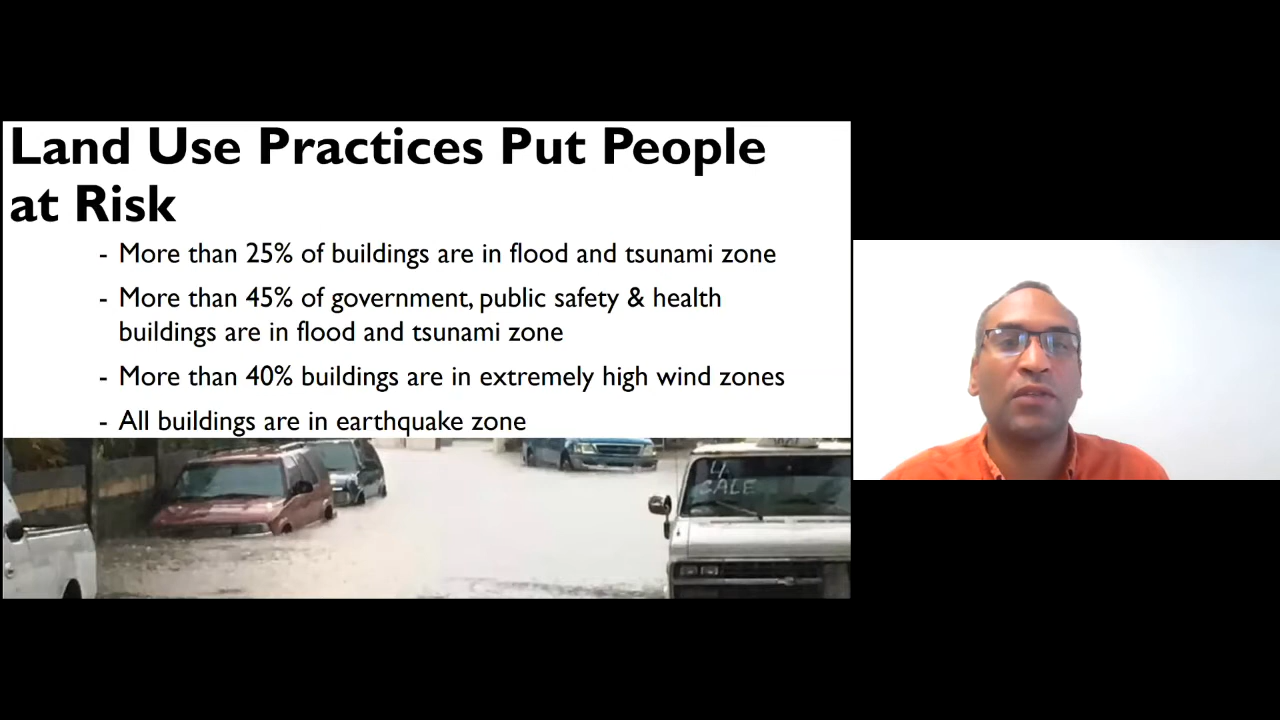 Land Use Practices Put People
at Risk
- More than 25% of buildings are in flood and tsunami zone
- More than 45% of government, public safety & health
buildings are in flood and tsunami zone
- More than 40% buildings are in extremely high wind zones
- All buildings are in earthquake zone
4
SALE